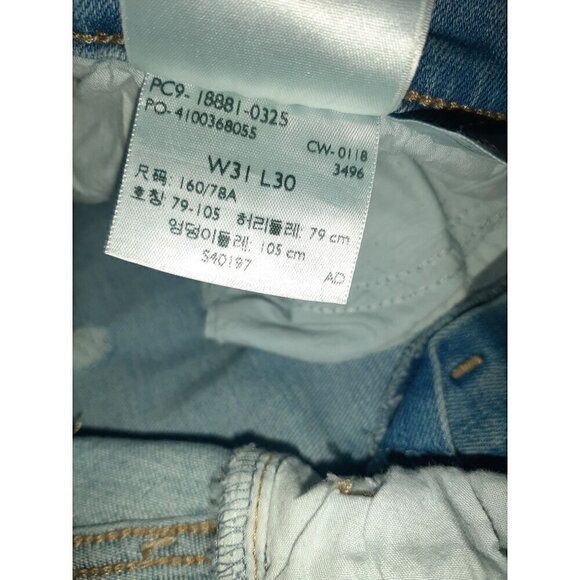 PC9- 18881-0325
PO- 4100368055
CW- 0118
3496
W31 L30
尺码: 160/78A
호칭: 79-105 허리둘레: 79 cm
엉덩이둘레: 105 cm
S40197
AD